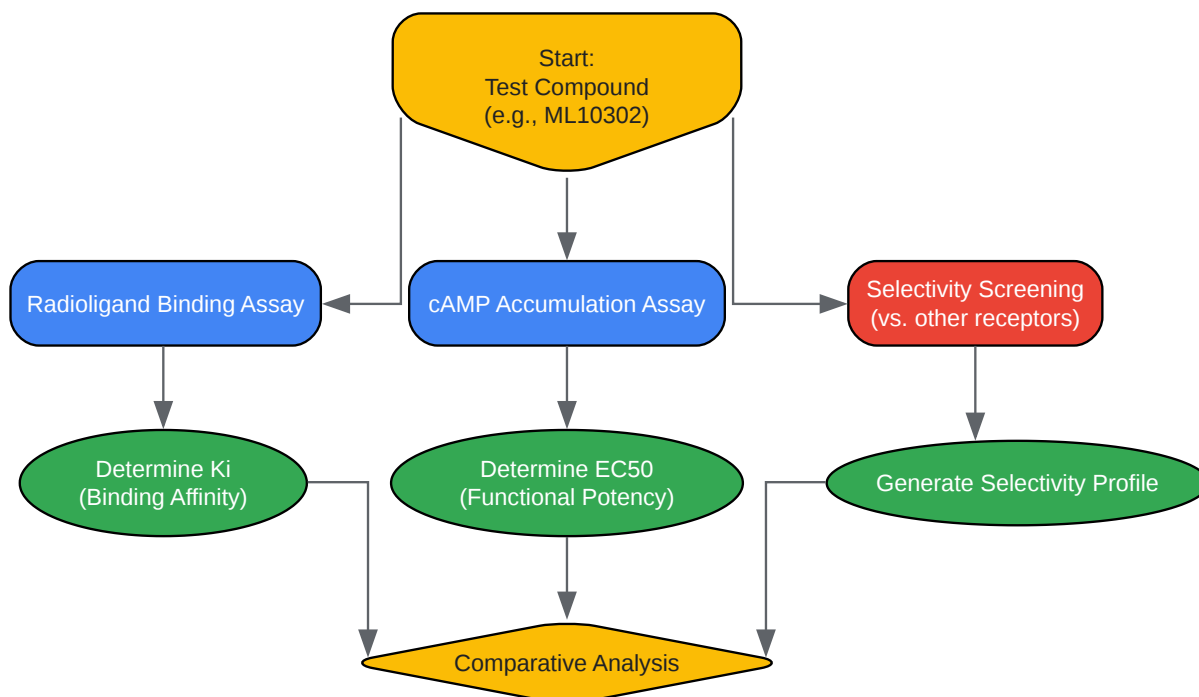 Start:
Test Compound
(e.g., ML10302)
Radioligand Binding Assay
cAMP Accumulation Assay
Selectivity Screening
(vs. other receptors)
Determine Ki
(Binding Affinity)
Determine EC50
(Functional Potency)
Generate Selectivity Profile
Comparative Analysis